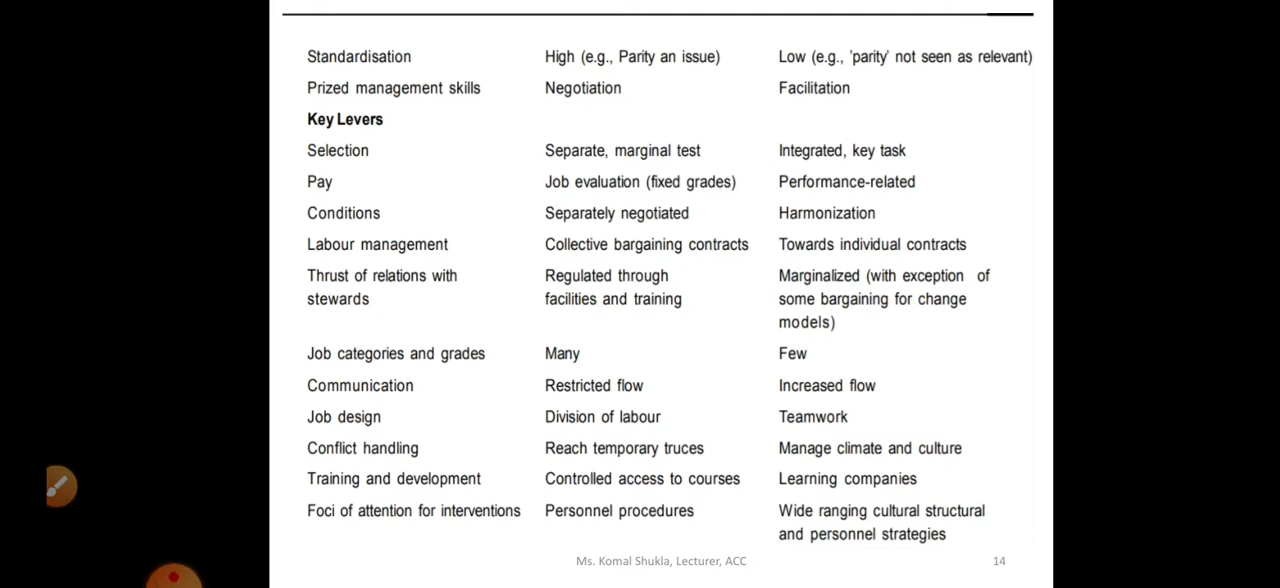 Standardisation High (e.g., Parity an issue) Low (e.g., 'parity' not seen as relevant)
Prized management skills Negotiation Facilitation
Key Levers
Selection Separate, marginal test Integrated, key task
Pay Job evaluation (fixed grades) Performance-related
Conditions Separately negotiated Harmonization
Labour management Collective bargaining contracts Towards individual contracts
Thrust of relations with Regulated through Marginalized (with exception of
stewards facilities and training some bargaining for change
models)
Job categories and grades Many Few
Communication Restricted flow Increased flow
Job design Division of labour Teamwork
Conflict handling Reach temporary truces Manage climate and culture
Training and development Controlled access to courses Learning companies
Foci of attention for interventions Personnel procedures Wide ranging cultural structural
and personnel strategies
Ms. Komal Shukla, Lecturer, ACC 14